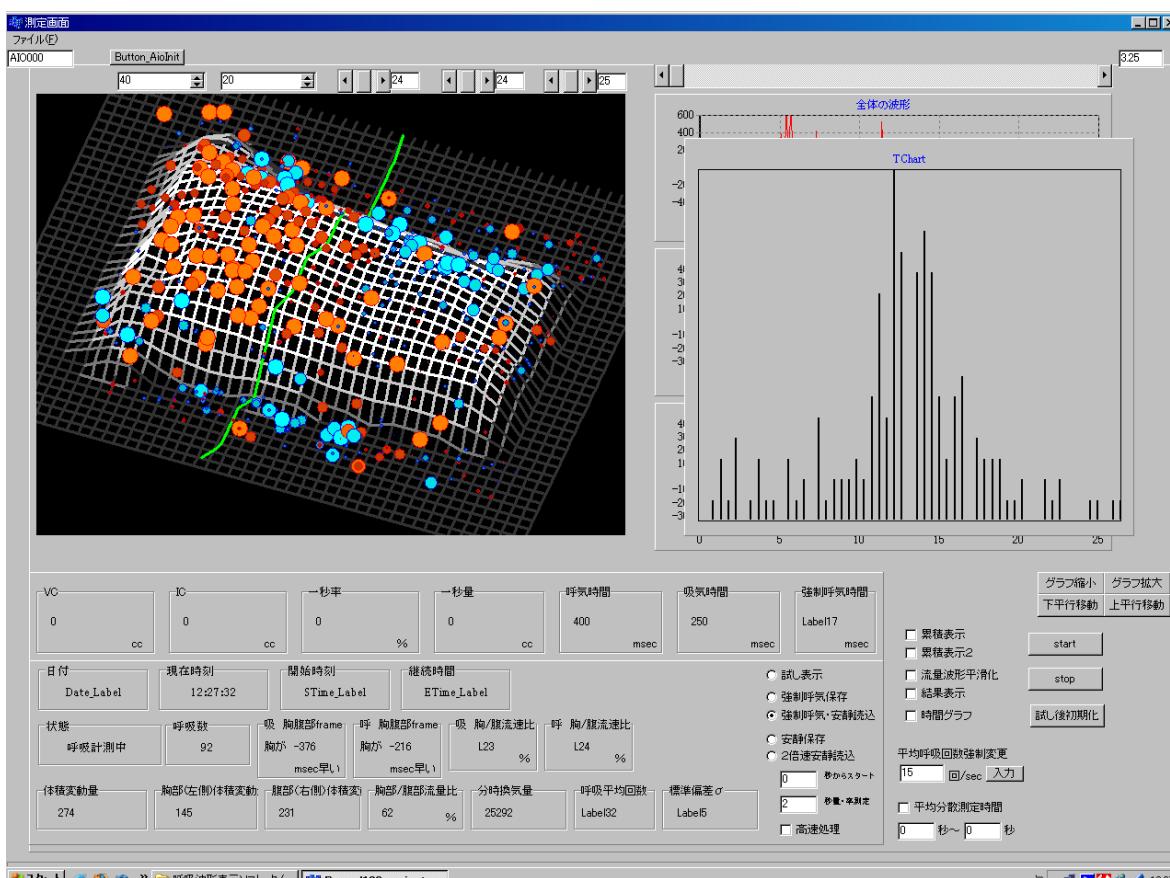 測定画面
ファイル(F)
AIO000 Button_AioInit
40 20 24 24 25 3.25
全体の波形
600
400
TChart
0 5 10 15 20 25
VC IC 一秒率 一秒量 呼気時間 吸気時間 強制呼気時間
0 0 0 0 400 250 Label17
cc cc % cc msec msec msec
グラフ縮小 グラフ拡大
下平行移動 上平行移動
累積表示
累積表示2
流量波形平滑化
結果表示
時間グラフ
start
stop
試し後初期化
日付 現在時刻 開始時刻 継続時間
Date_Label 12:27:32 STime_Label ETime_Label
試し表示
強制呼気保存
強制呼気・安静読込
安静保存
2倍速安静読込
状態 呼吸数 吸 胸腹部frame 呼 胸腹部frame 吸 胸/腹流速比 呼 胸/腹流速比
呼吸計測中 92 胸が -376 胸が -216 L23 L24
msec早い msec早い % %
0 秒からスタート
2 秒量・率測定
高速処理
平均呼吸回数強制変更
15 回/sec 入力
平均分散測定時間
0 秒～ 0 秒
体積変動量 胸部(左側)体積変動 腹部(右側)体積変 胸部/腹部流量比 分時換気量 呼吸平均回数 標準偏差σ
274 145 231 62 % 25292 Label32 Label5